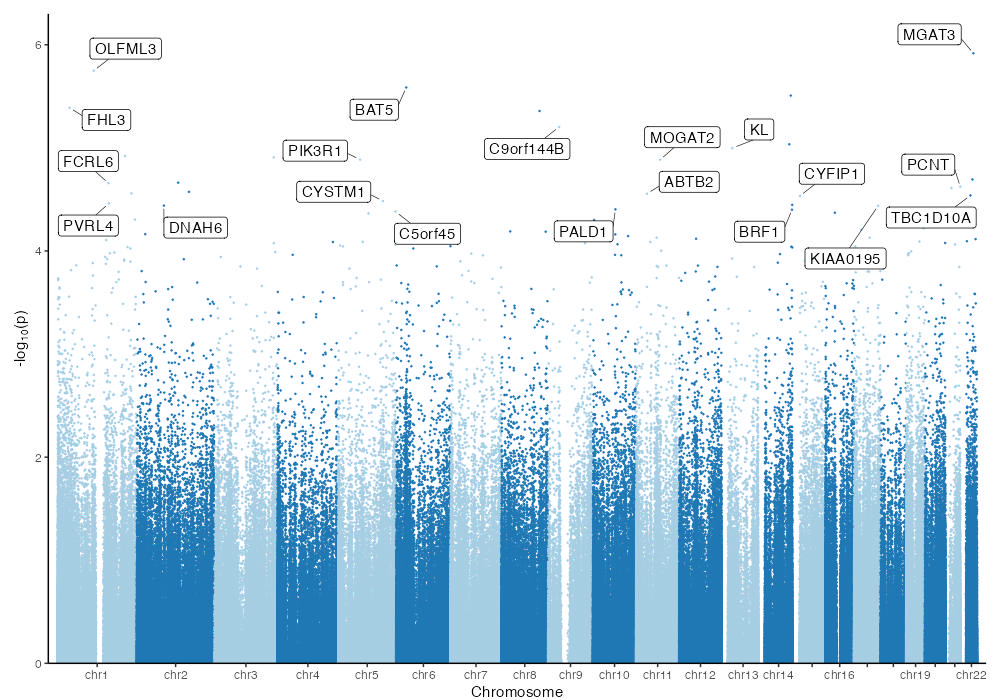 MGAT3
OLFML3
6
BAT5
FHL3
KL
MOGAT2
C9orf144B
PIK3R1
FCRL6
PCNT
CYFIP1
ABTB2
CYSTM1
TBC1D10A
PVRL4
DNAH6
PALD1
BRF1
C5orf45
4
KIAA0195
-log10(p)
2
0
chr1 chr2 chr3 chr4 chr5 chr6 chr7 chr8 chr9 chr10 chr11 chr12 chr13 chr14 chr16 chr19 chr22
Chromosome